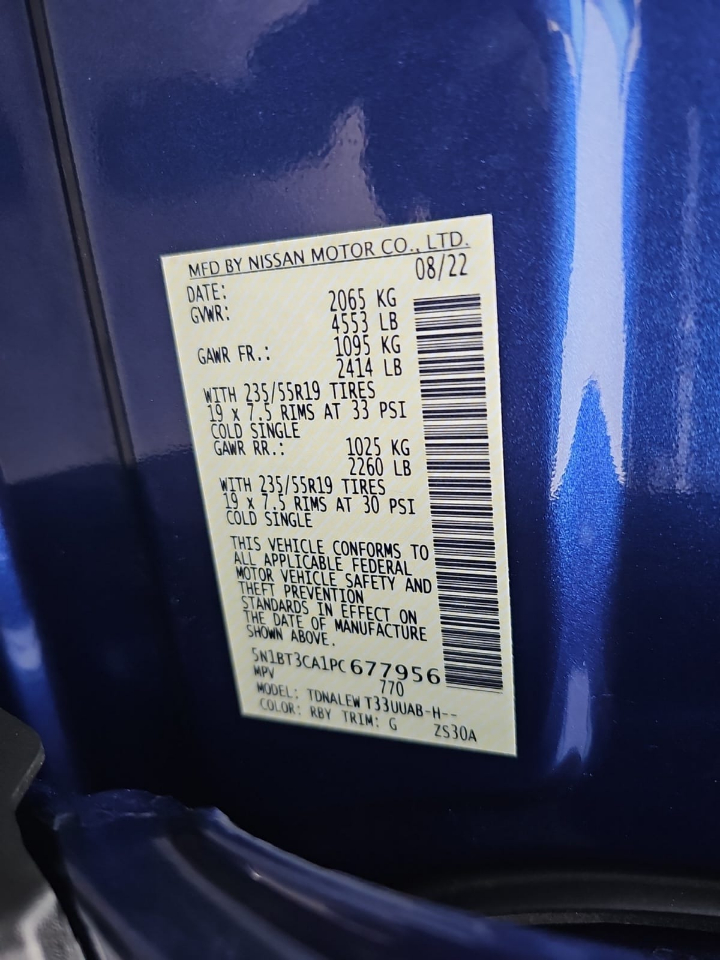 MFD BY NISSAN MOTOR CO., LTD.
DATE: 08/22
GVWR: 2065 KG
4553 LB
GAWR FR.: 1095 KG
2414 LB
WITH 235/55R19 TIRES
19 x 7.5 RIMS AT 33 PSI
COLD SINGLE
GAWR RR.: 1025 KG
2260 LB
WITH 235/55R19 TIRES
19 x 7.5 RIMS AT 30 PSI
COLD SINGLE
THIS VEHICLE CONFORMS TO
ALL APPLICABLE FEDERAL
MOTOR VEHICLE SAFETY AND
THEFT PREVENTION
STANDARDS IN EFFECT ON
THE DATE OF MANUFACTURE
SHOWN ABOVE.
5N1BT3CA1PC677956
MPV 770
MODEL: TDNALEW T33UUAB-H--
COLOR: RBY TRIM: G ZS30A